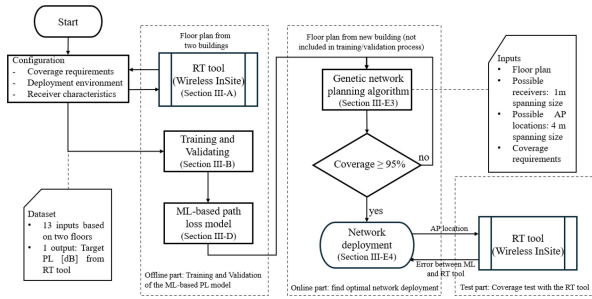 Start
Configuration
- Coverage requirements
- Deployment environment
- Receiver characteristics
Floor plan from
two buildings
RT tool
(Wireless InSite)
(Section III-A)
Training and
Validating
(Section III-B)
ML-based path
loss model
(Section III-D)
Dataset
• 13 inputs based
on two floors
• 1 output: Target
PL [dB] from
RT tool
Offline part: Training and Validation
of the ML-based PL model
Floor plan from new building (not
included in training/validation process)
Genetic network
planning algorithm
(Section III-E3)
Coverage ≥ 95%
no
yes
Network
deployment
(Section III-E4)
Online part: find optimal network deployment
Inputs
• Floor plan
• Possible
receivers: 1m
spanning size
• Possible AP
locations: 4 m
spanning size
• Coverage
requirements
AP location
Error between ML
and RT tool
RT tool
(Wireless InSite)
Test part: Coverage test with the RT tool